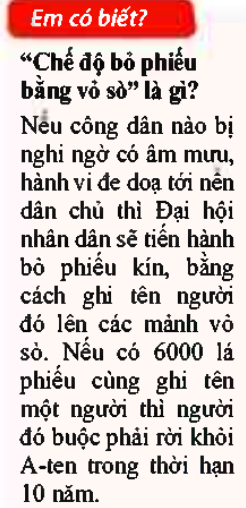 Em có biết?
“Chế độ bỏ phiếu
bằng vỏ sò” là gì?
Nếu công dân nào bị
nghi ngờ có âm mưu,
hành vi đe doạ tới nền
dân chủ thì Đại hội
nhân dân sẽ tiến hành
bỏ phiếu kín, bằng
cách ghi tên người
đó lên các mảnh vỏ
sò. Nếu có 6000 lá
phiếu cùng ghi tên
một người thì người
đó buộc phải rời khỏi
A-ten trong thời hạn
10 năm.